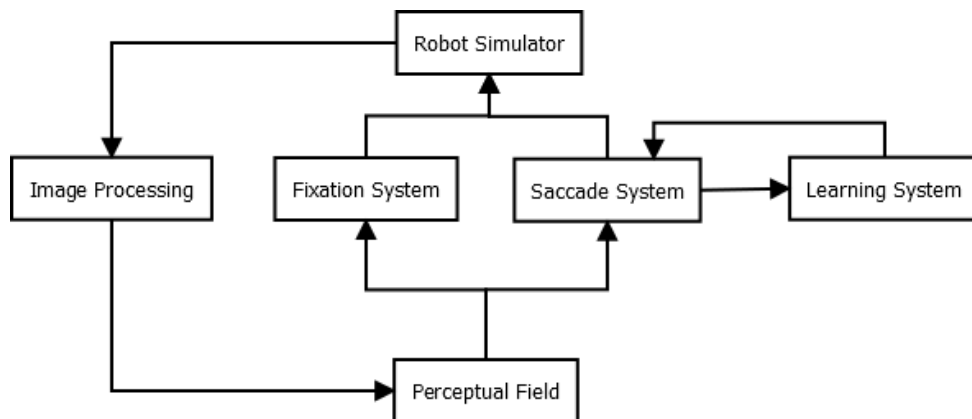 Robot Simulator
Image Processing
Fixation System
Saccade System
Learning System
Perceptual Field